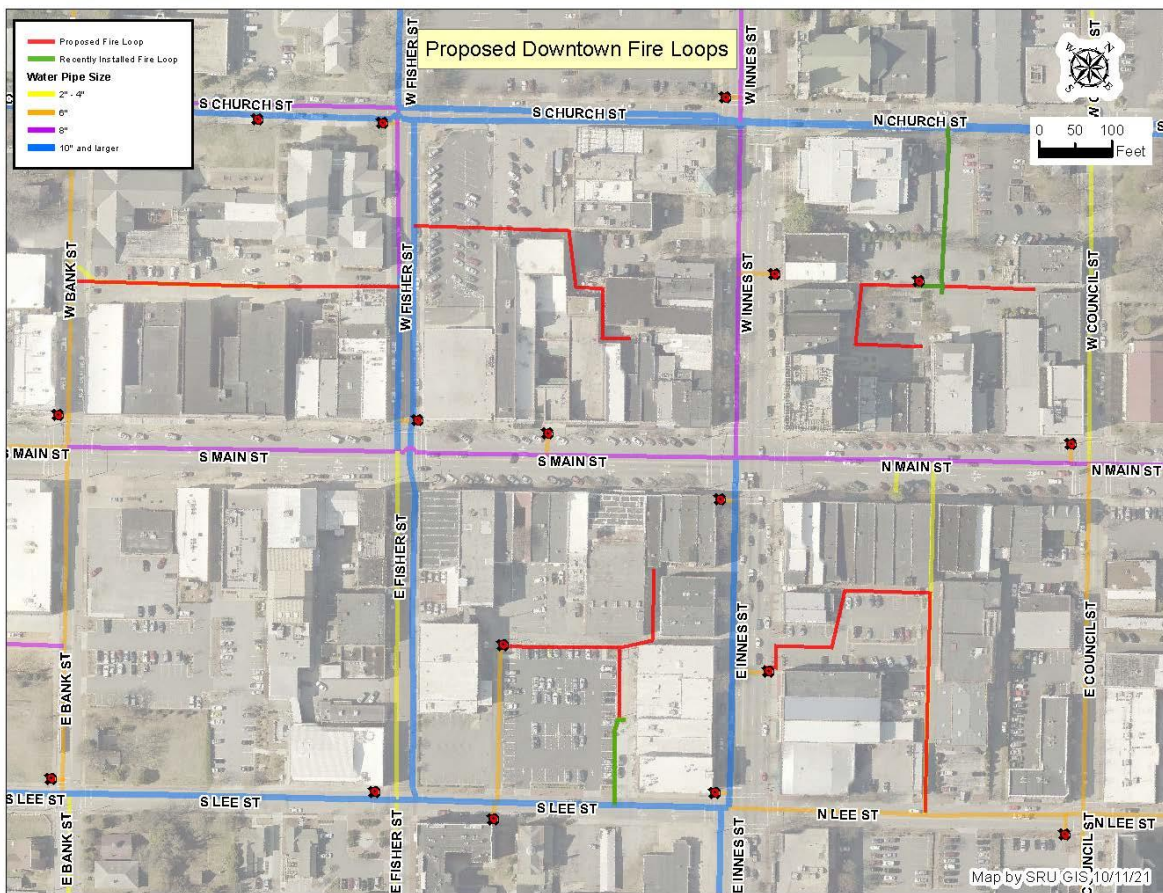 Proposed Fire Loop
Recently Installed Fire Loop
Water Pipe Size
2" - 4"
6"
8"
10" and larger
Proposed Downtown Fire Loops
W FISHER ST
W INNES ST
W C
ST
N
E
S
W
0 50 100
Feet
C
S CHURCH ST
S CHURCH ST
N CHURCH ST
S
W BANK ST
W FISHER ST
W INNES ST
W COUNCIL ST
S MAIN ST
S MAIN ST
S MAIN ST
N MAIN ST
N MAIN ST
E FISHER ST
E BANK ST
E INNES ST
E COUNCIL ST
S LEE ST
S LEE ST
S LEE ST
N LEE ST
N LEE ST
E BANK ST
E FISHER ST
E INNES ST
COUNCIL ST
Map by SRU GIS 10/11/21